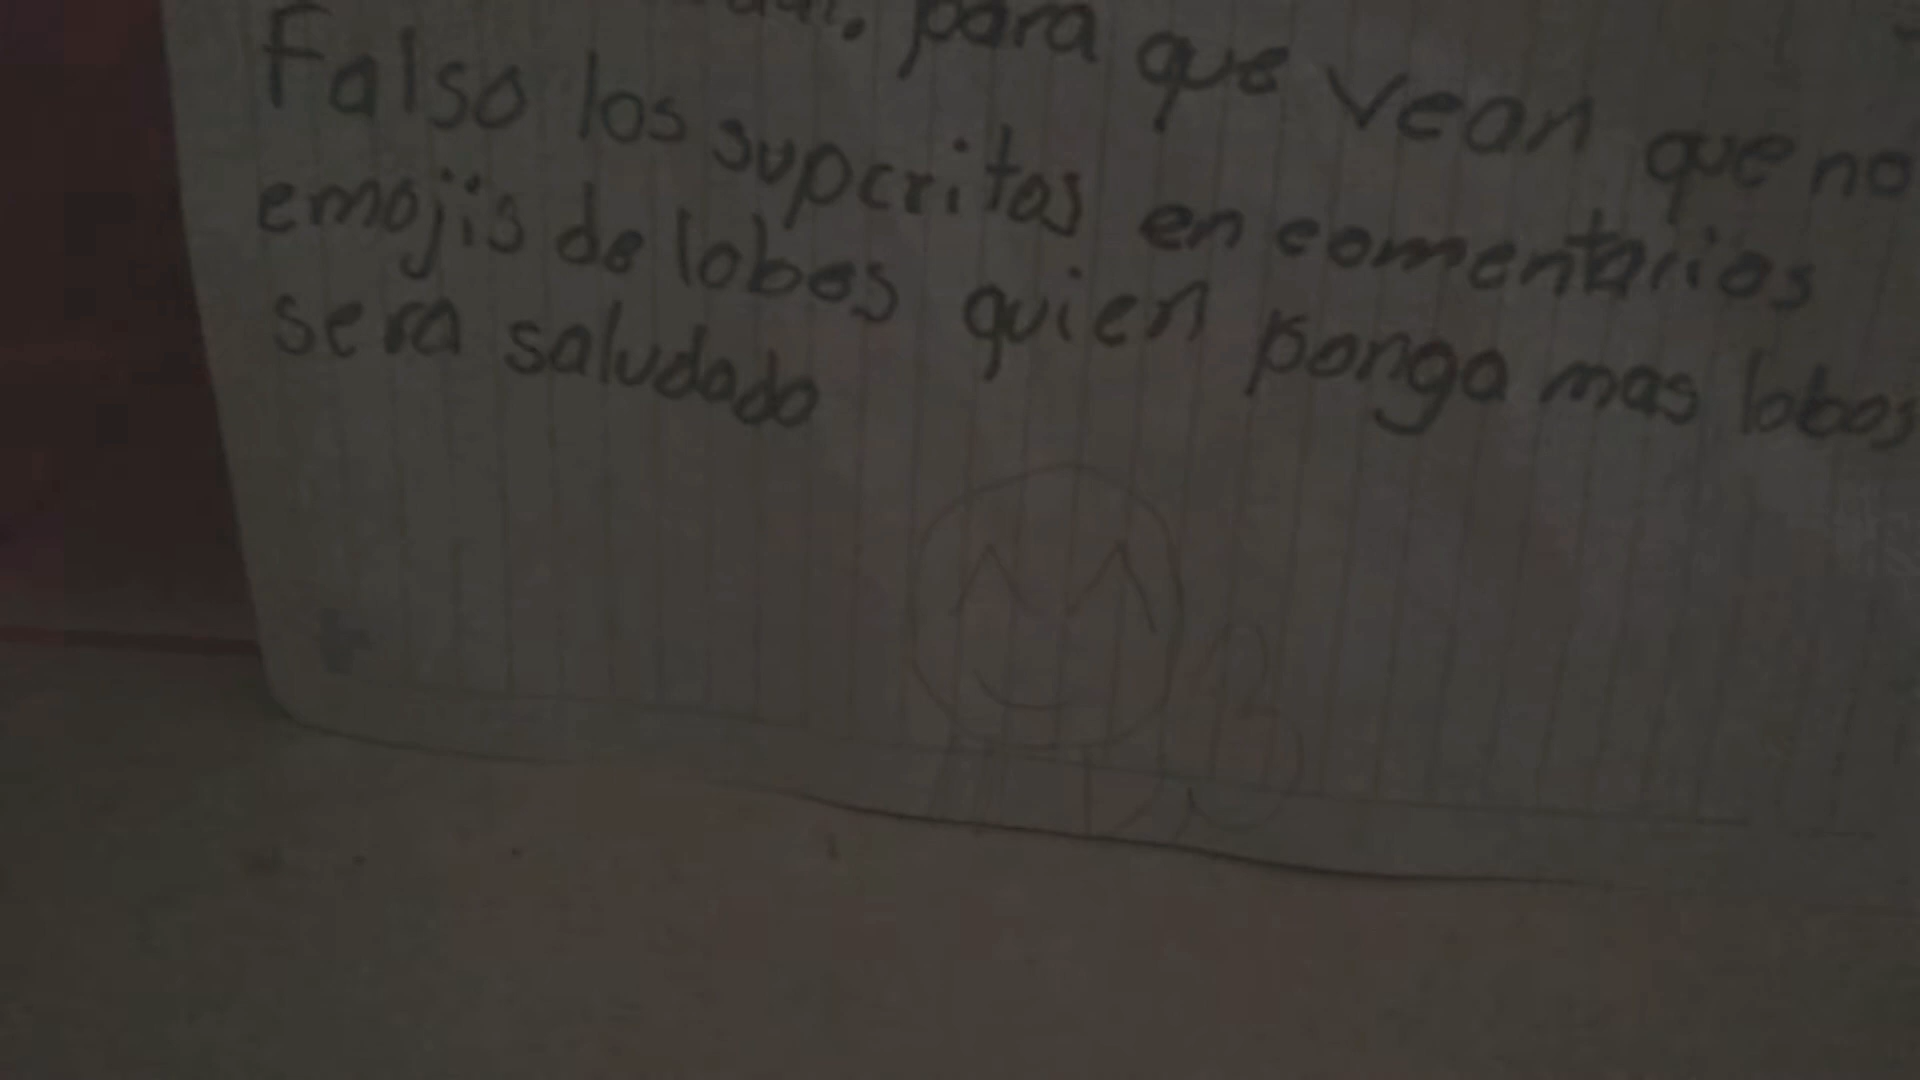 para que vean que no
Falso los supcritos en comentarios
emojis de lobos quien ponga mas lobos
sera saludado